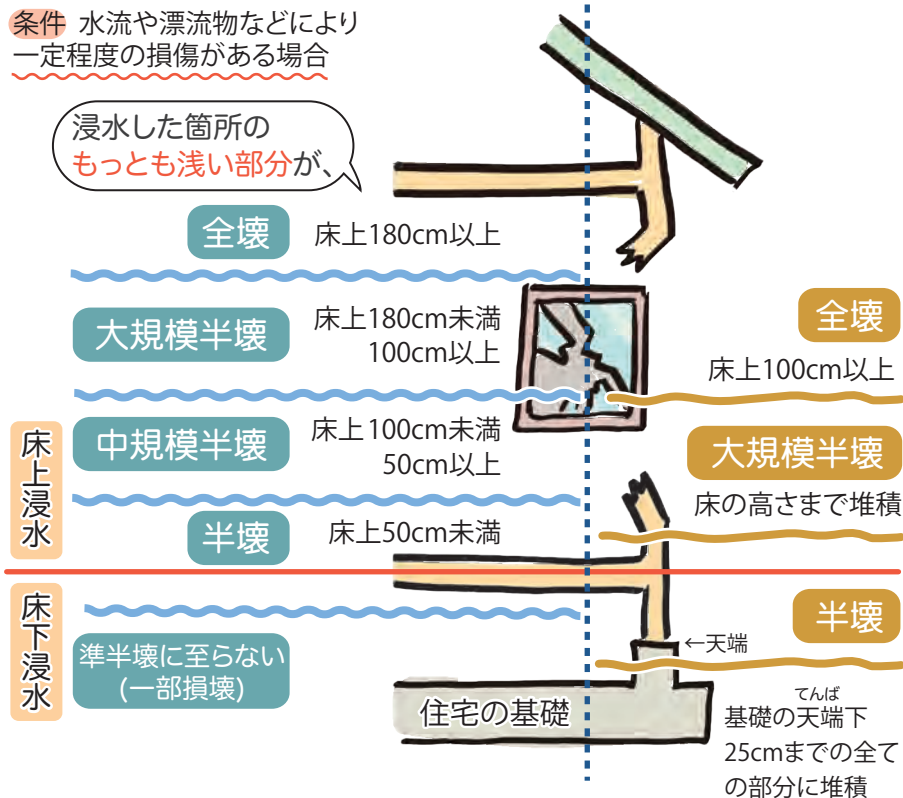 条件 水流や漂流物などにより
一定程度の損傷がある場合
浸水した箇所の
もっとも浅い部分が、
全壊 床上180cm以上
大規模半壊 床上180cm未満
100cm以上
中規模半壊 床上100cm未満
50cm以上
半壊 床上50cm未満
床上浸水
床下浸水
準半壊に至らない
(一部損壊)
住宅の基礎
全壊
床上100cm以上
大規模半壊
床の高さまで堆積
半壊
←天端
てんば
基礎の天端下
25cmまでの全て
の部分に堆積